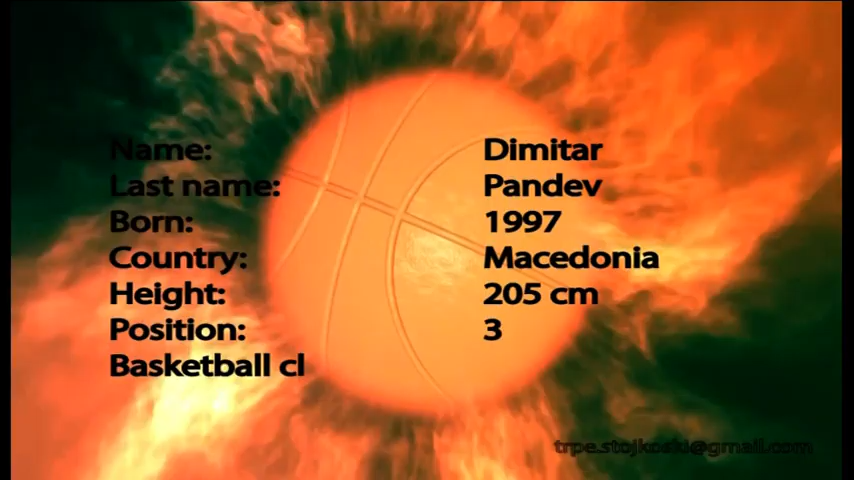 Name: Dimitar
Last name: Pandev
Born: 1997
Country: Macedonia
Height: 205 cm
Position: 3
Basketball cl
trpe.stojkoski@gmail.com